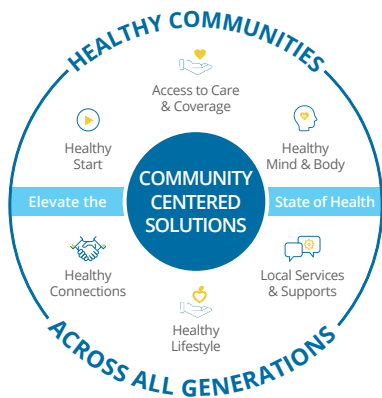 HEALTHY COMMUNITIES
Access to Care
& Coverage
Healthy
Start
Healthy
Mind & Body
COMMUNITY
CENTERED
SOLUTIONS
Elevate the
State of Health
Healthy
Connections
Local Services
& Supports
Healthy
Lifestyle
ACROSS ALL GENERATIONS